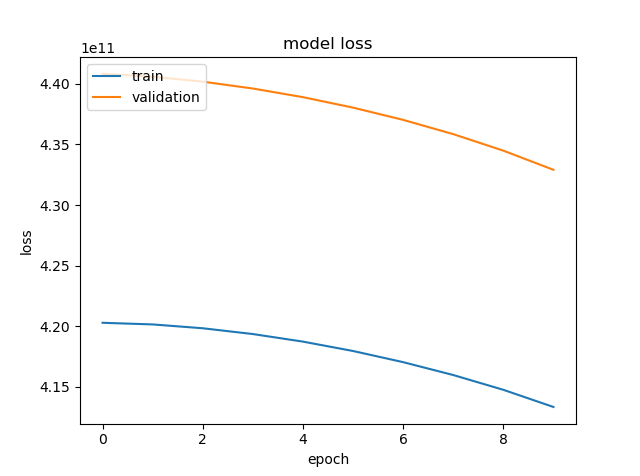 model loss
1e11
train
validation
4.40
4.35
4.30
4.25
4.20
4.15
loss
0 2 4 6 8
epoch